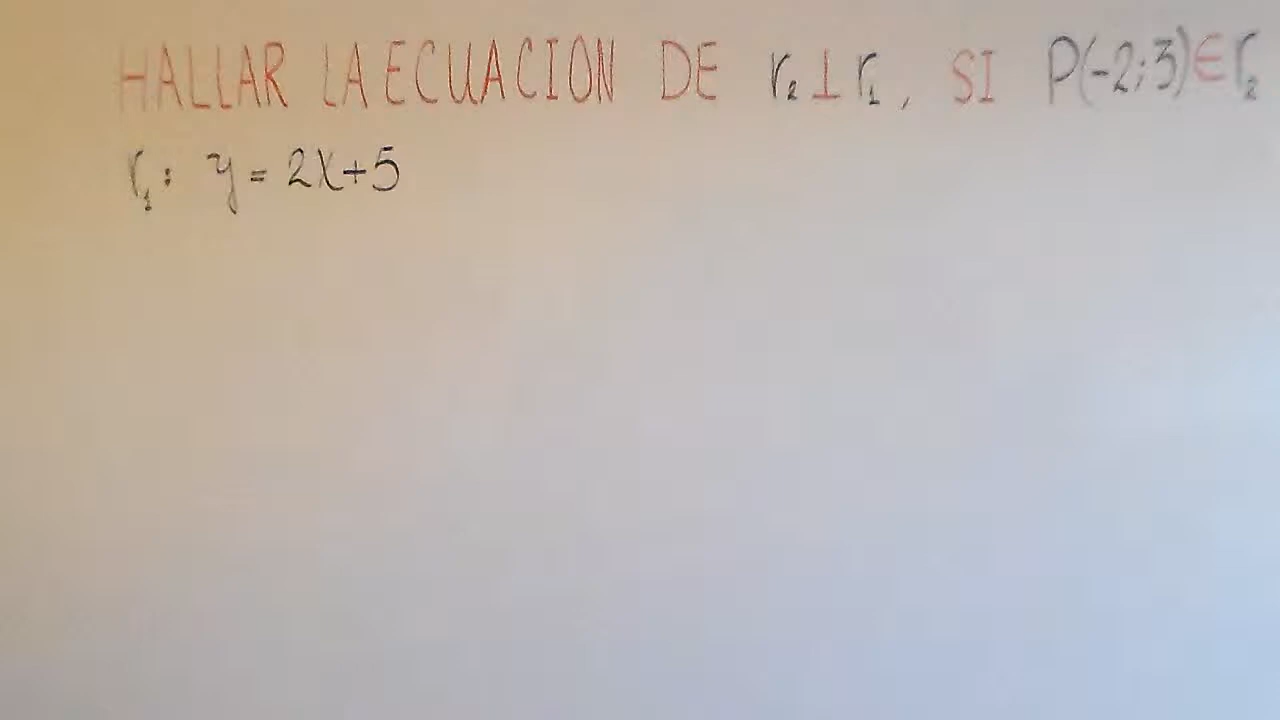 HALLAR LA ECUACION DE r₂ ⊥ r₁, SI P(-2;3) ∈ r₂
r₁: y = 2x+5